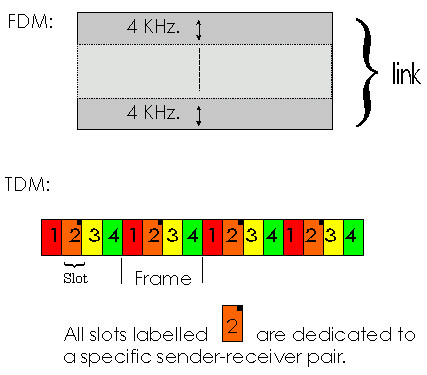 FDM:
4 KHz.
link
4 KHz.
TDM:
1 2 3 4 1 2 3 4 1 2 3 4 1 2 3 4
Slot Frame
All slots labelled 2 are dedicated to
a specific sender-receiver pair.